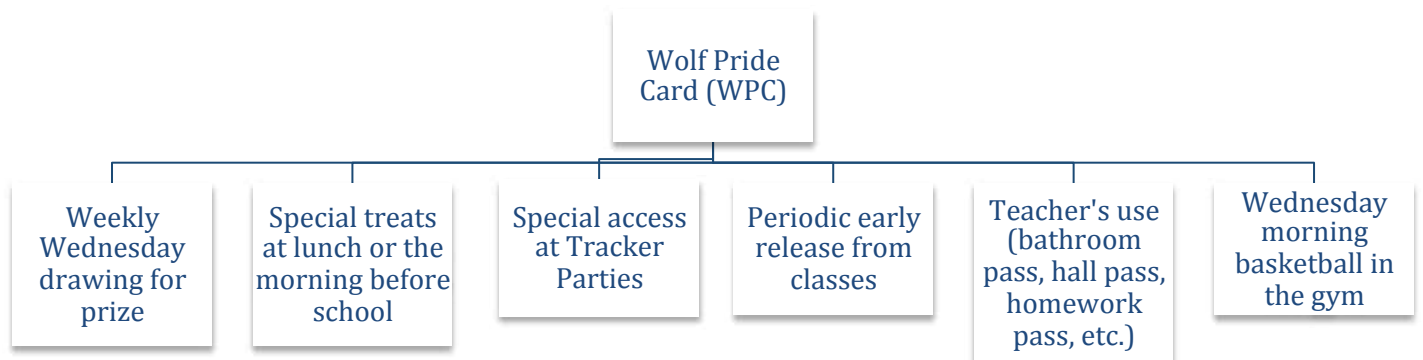 Wolf Pride
Card (WPC)
Weekly
Wednesday
drawing for
prize
Special treats
at lunch or the
morning before
school
Special access
at Tracker
Parties
Periodic early
release from
classes
Teacher's use
(bathroom
pass, hall pass,
homework
pass, etc.)
Wednesday
morning
basketball in
the gym